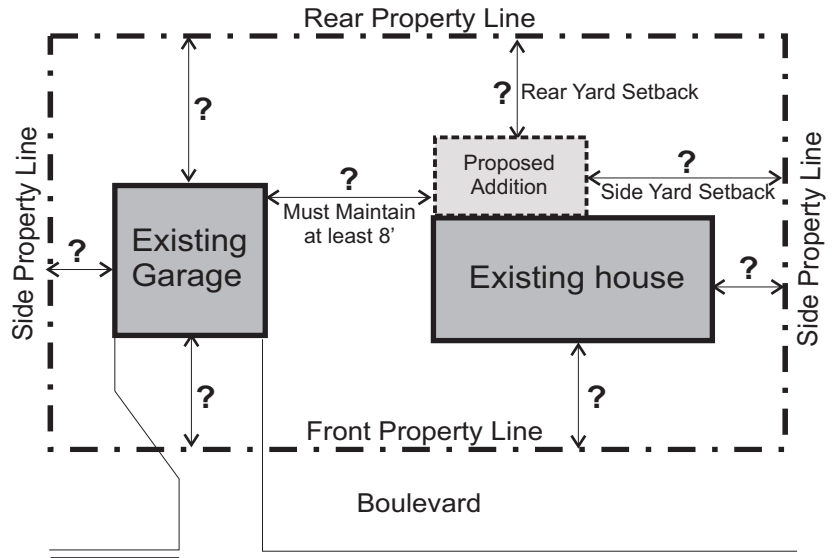 Rear Property Line
?
? Rear Yard Setback
Side Property Line
Proposed
Addition
?
Side Yard Setback
?
Must Maintain
at least 8’
Existing
Garage
?
Existing house
?
Side Property Line
?
?
Front Property Line
Boulevard